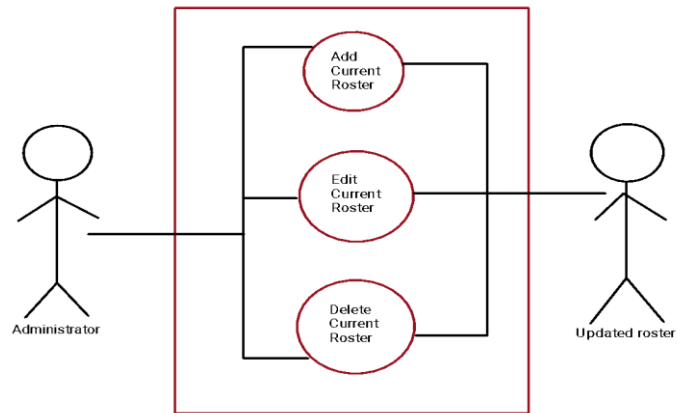 Add
Current
Roster
Edit
Current
Roster
Delete
Current
Roster
Administrator
Updated roster